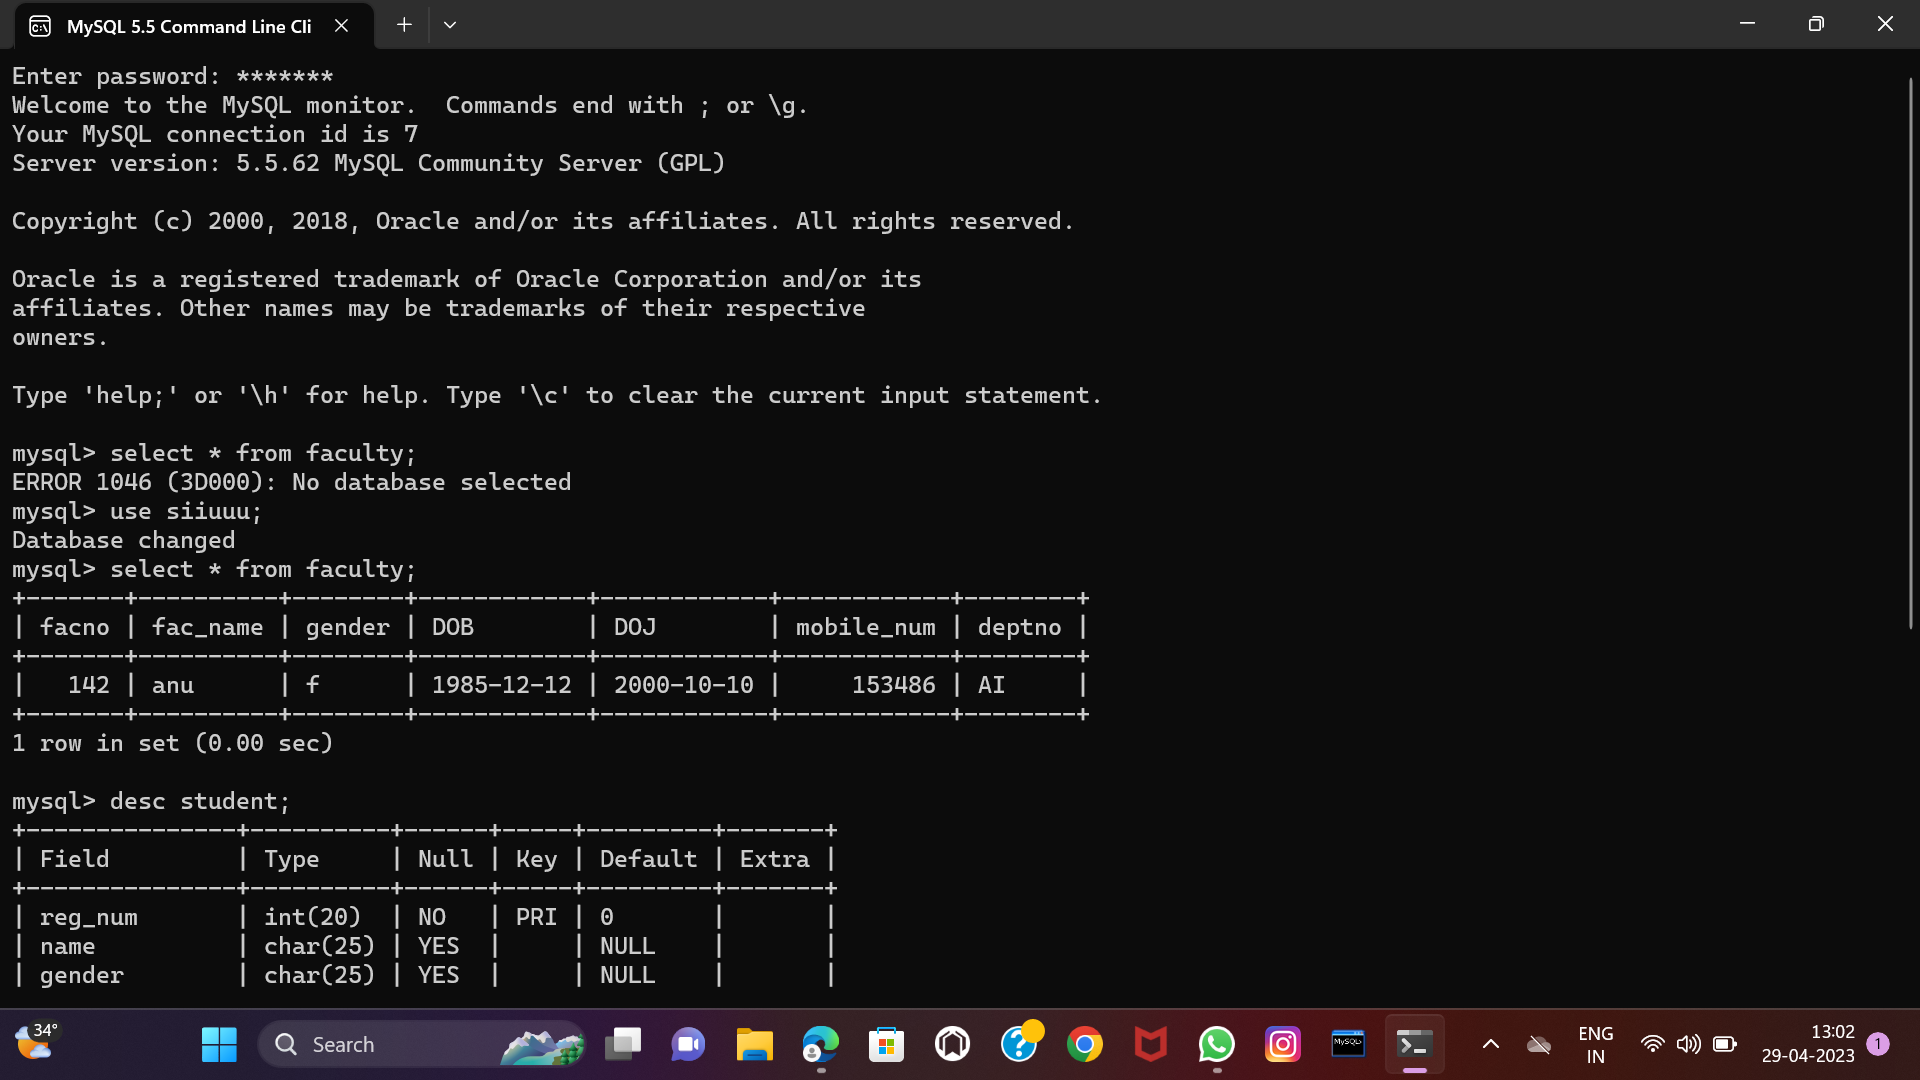 MySQL 5.5 Command Line Cli
Enter password: *******
Welcome to the MySQL monitor.  Commands end with ; or \g.
Your MySQL connection id is 7
Server version: 5.5.62 MySQL Community Server (GPL)
Copyright (c) 2000, 2018, Oracle and/or its affiliates. All rights reserved.
Oracle is a registered trademark of Oracle Corporation and/or its
affiliates. Other names may be trademarks of their respective
owners.
Type 'help;' or '\h' for help. Type '\c' to clear the current input statement.
mysql> select * from faculty;
ERROR 1046 (3D000): No database selected
mysql> use siiuuu;
Database changed
mysql> select * from faculty;
+-------+----------+--------+------------+------------+------------+--------+
| facno | fac_name | gender | DOB        | DOJ        | mobile_num | deptno |
+-------+----------+--------+------------+------------+------------+--------+
|   142 | anu      | f      | 1985-12-12 | 2000-10-10 |     153486 | AI     |
+-------+----------+--------+------------+------------+------------+--------+
1 row in set (0.00 sec)
mysql> desc student;
+---------------+----------+------+-----+---------+-------+
| Field         | Type     | Null | Key | Default | Extra |
+---------------+----------+------+-----+---------+-------+
| reg_num       | int(20)  | NO   | PRI | 0       |       |
| name          | char(25) | YES  |     | NULL    |       |
| gender        | char(25) | YES  |     | NULL    |       |
34°
Search
MySQL>
ENG
IN
13:02
29-04-2023
1